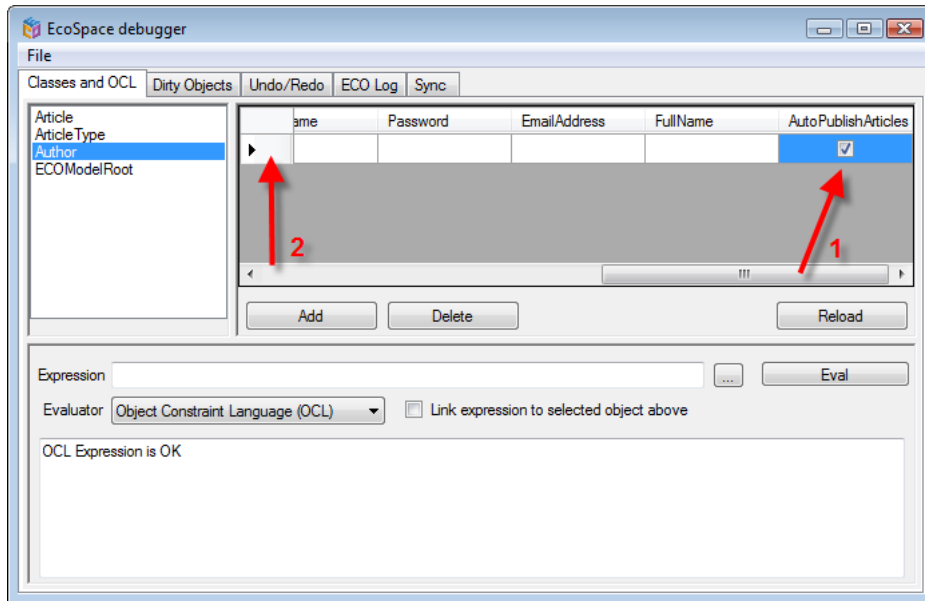 EcoSpace debugger
File
Classes and OCL Dirty Objects Undo/Redo ECO Log Sync
Article
ArticleType
Author
ECOModelRoot
ame Password EmailAddress FullName AutoPublishArticles
2
1
Add Delete Reload
Expression ... Eval
Evaluator Object Constraint Language (OCL) Link expression to selected object above
OCL Expression is OK